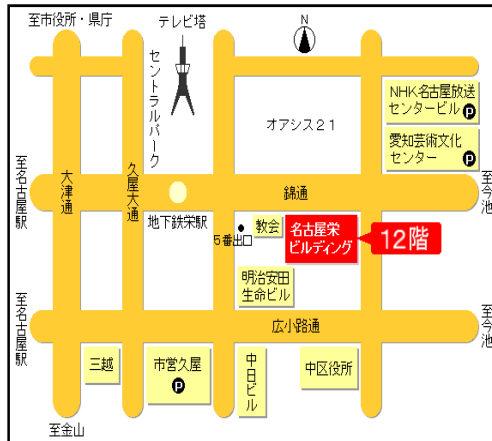 至市役所・県庁
テレビ塔
N
セントラルパーク
オアシス21
NHK名古屋放送
センタービル P
愛知芸術文化
センター P
至名古屋駅
大津通
久屋大通
錦通
至今池
地下鉄栄駅
5番出口
教会
名古屋栄
ビルディング
12階
明治安田
生命ビル
至名古屋駅
広小路通
至今池
三越
市営久屋
P
中日ビル
中区役所
至金山